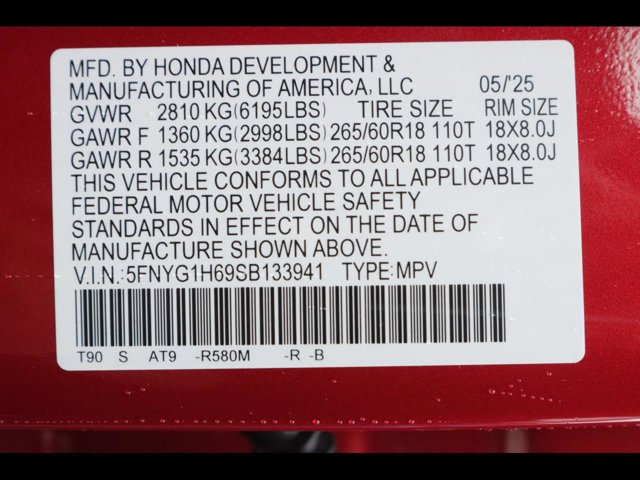 MFD. BY HONDA DEVELOPMENT &
MANUFACTURING OF AMERICA, LLC 05/'25
GVWR 2810 KG(6195LBS) TIRE SIZE RIM SIZE
GAWR F 1360 KG(2998LBS) 265/60R18 110T 18X8.0J
GAWR R 1535 KG(3384LBS) 265/60R18 110T 18X8.0J
THIS VEHICLE CONFORMS TO ALL APPLICABLE
FEDERAL MOTOR VEHICLE SAFETY
STANDARDS IN EFFECT ON THE DATE OF
MANUFACTURE SHOWN ABOVE.
V.I.N.:5FNYG1H69SB133941 TYPE:MPV
T90 S AT9 -R580M -R -B